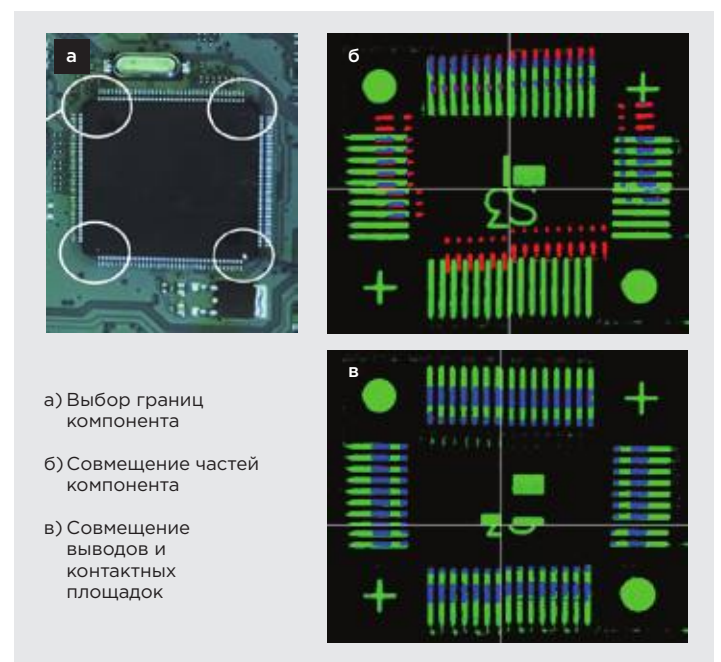 а
б
а) Выбор границ
компонента
б) Совмещение частей
компонента
в) Совмещение
выводов и
контактных
площадок
в